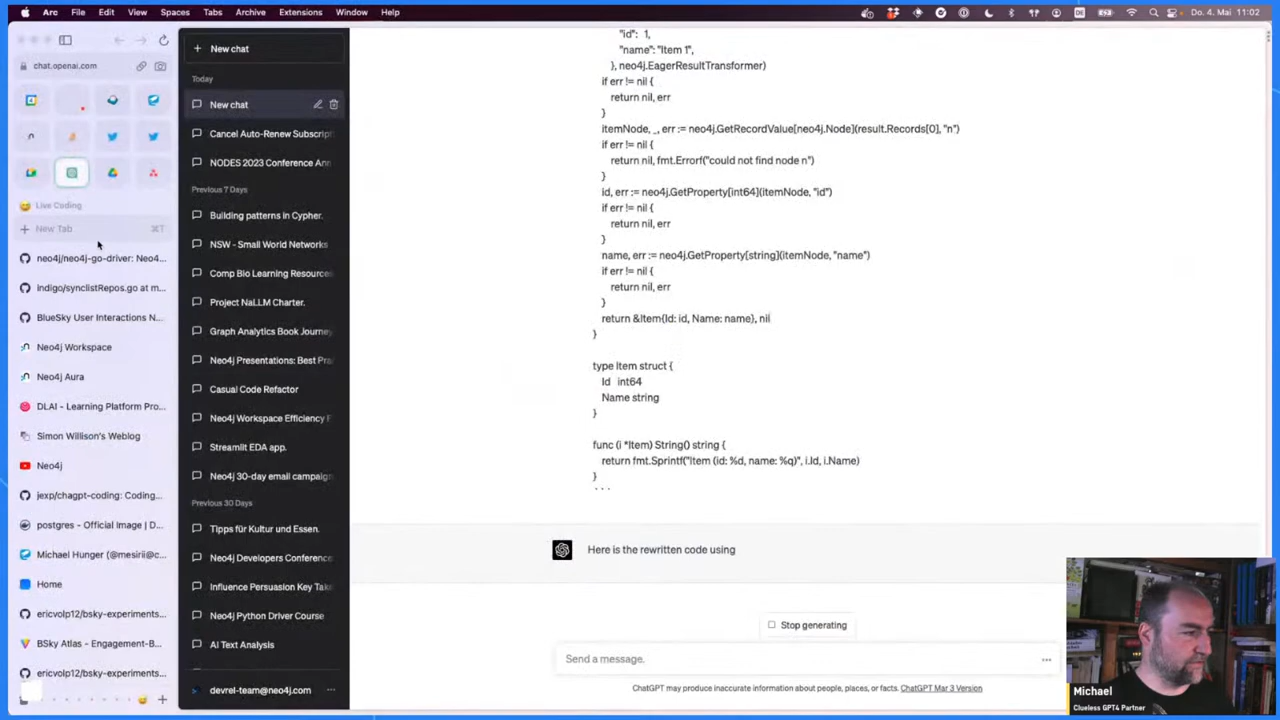 Arc File Edit View Spaces Tabs Archive Extensions Window Help
Do. 4. Mai 11:02
chat.openai.com
Live Coding
New Tab ⌘T
neo4j/neo4j-go-driver: Neo4...
indigo/synclistRepos.go at m...
BlueSky User Interactions N...
Neo4j Workspace
Neo4j Aura
DLAI - Learning Platform Pro...
Simon Willison's Weblog
Neo4j
jexp/chagpt-coding: Coding...
postgres - Official Image | D...
Michael Hunger (@mesirii@c...
Home
ericvolp12/bsky-experiments...
BSky Atlas - Engagement-B...
ericvolp12/bsky-experiments...
+ New chat
Today
New chat
Cancel Auto-Renew Subscript
NODES 2023 Conference Ann
Previous 7 Days
Building patterns in Cypher.
NSW - Small World Networks
Comp Bio Learning Resource
Project NaLLM Charter.
Graph Analytics Book Journey
Neo4j Presentations: Best Pra
Casual Code Refactor
Neo4j Workspace Efficiency
Streamlit EDA app.
Neo4j 30-day email campaign
Previous 30 Days
Tipps für Kultur und Essen.
Neo4j Developers Conference
Influence Persuasion Key Take
Neo4j Python Driver Course
AI Text Analysis
devrel-team@neo4j.com ...
"id": 1,
"name": "Item 1",
}, neo4j.EagerResultTransformer)
if err != nil {
return nil, err
}
itemNode, _, err := neo4j.GetRecordValue[neo4j.Node](result.Records[0], "n")
if err != nil {
return nil, fmt.Errorf("could not find node n")
}
id, err := neo4j.GetProperty[int64](itemNode, "id")
if err != nil {
return nil, err
}
name, err := neo4j.GetProperty[string](itemNode, "name")
if err != nil {
return nil, err
}
return &Item{Id: id, Name: name}, nil
}
type Item struct {
Id int64
Name string
}
func (i *Item) String() string {
return fmt.Sprintf("Item (id: %d, name: %q)", i.Id, i.Name)
}
```
Here is the rewritten code using
Stop generating
Send a message.
ChatGPT may produce inaccurate information about people, places, or facts. ChatGPT Mar 3 Version
Michael
Clueless GPT4 Partner